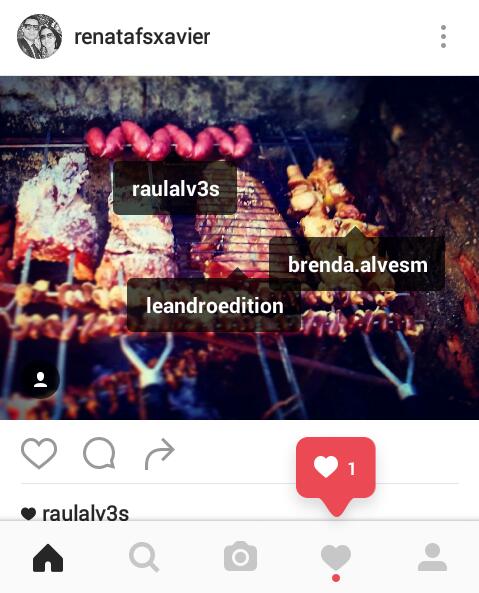 renatafsxavier
raulalv3s
brenda.alvesm
leandroedition
1
raulalv3s